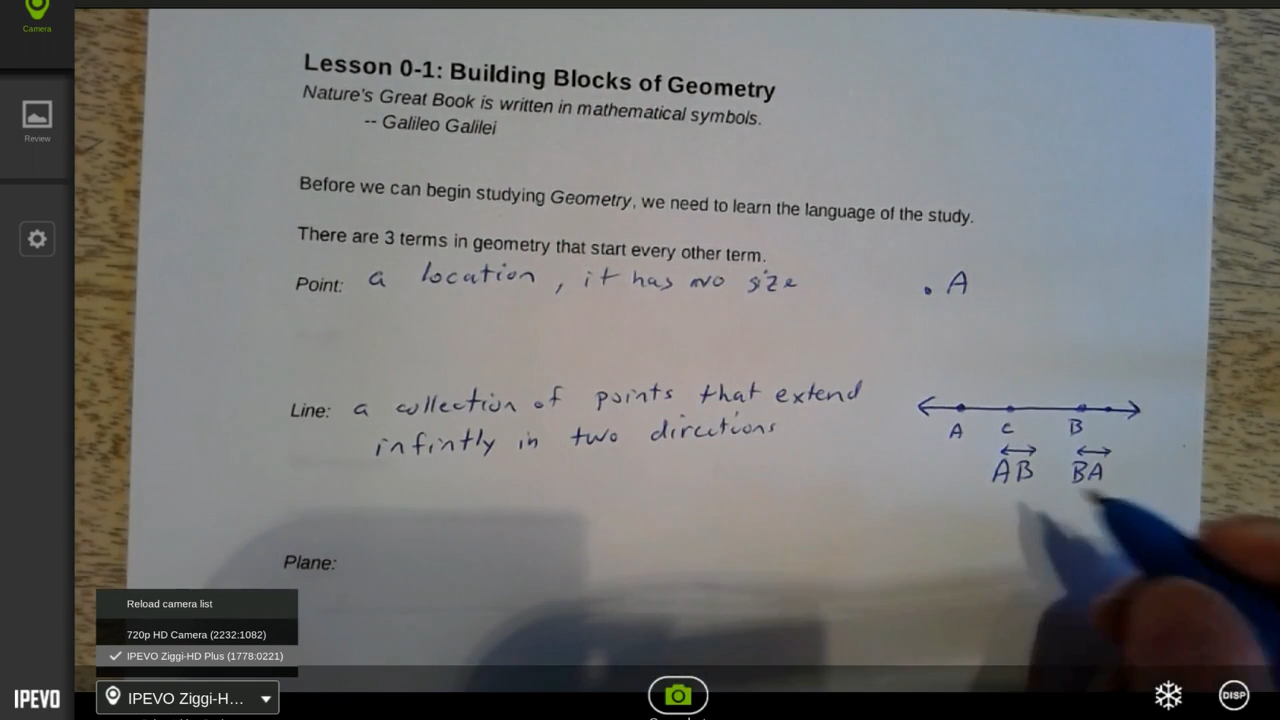 Camera
Lesson 0-1: Building Blocks of Geometry
Nature's Great Book is written in mathematical symbols.
-- Galileo Galilei
Review
Before we can begin studying Geometry, we need to learn the language of the study.
There are 3 terms in geometry that start every other term.
Point: a location, it has no size
. A
Line: a collection of points that extend
infintly in two directions
A C B
AB BA
Plane:
Reload camera list
720p HD Camera (2232:1082)
IPEVO Ziggi-HD Plus (1778:0221)
IPEVO
IPEVO Ziggi-H...
DISP